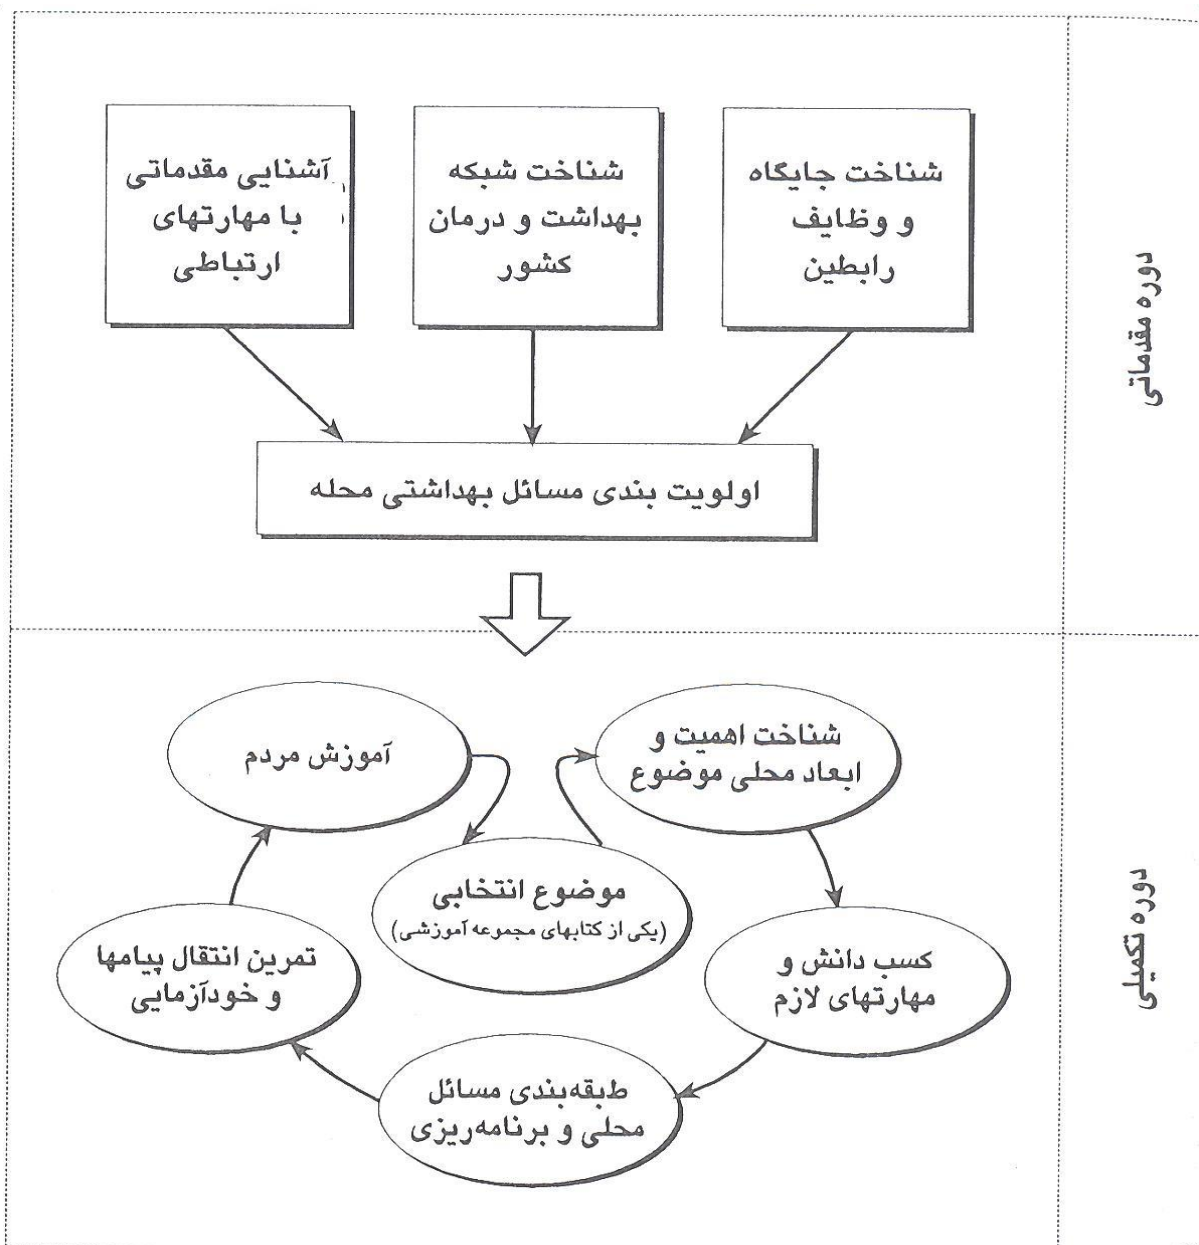 دوره مقدماتی
شناخت جایگاه
و وظایف
رابطین
شناخت شبکه
بهداشت و درمان
کشور
آشنایی مقدماتی
با مهارتهای
ارتباطی
اولویت بندی مسائل بهداشتی محله
دوره تکمیلی
موضوع انتخابی
(یکی از کتابهای مجموعه آموزشی)
شناخت اهمیت و
ابعاد محلی موضوع
کسب دانش و
مهارتهای لازم
طبقه‌بندی مسائل
محلی و برنامه‌ریزی
تمرین انتقال پیامها
و خودآزمایی
آموزش مردم